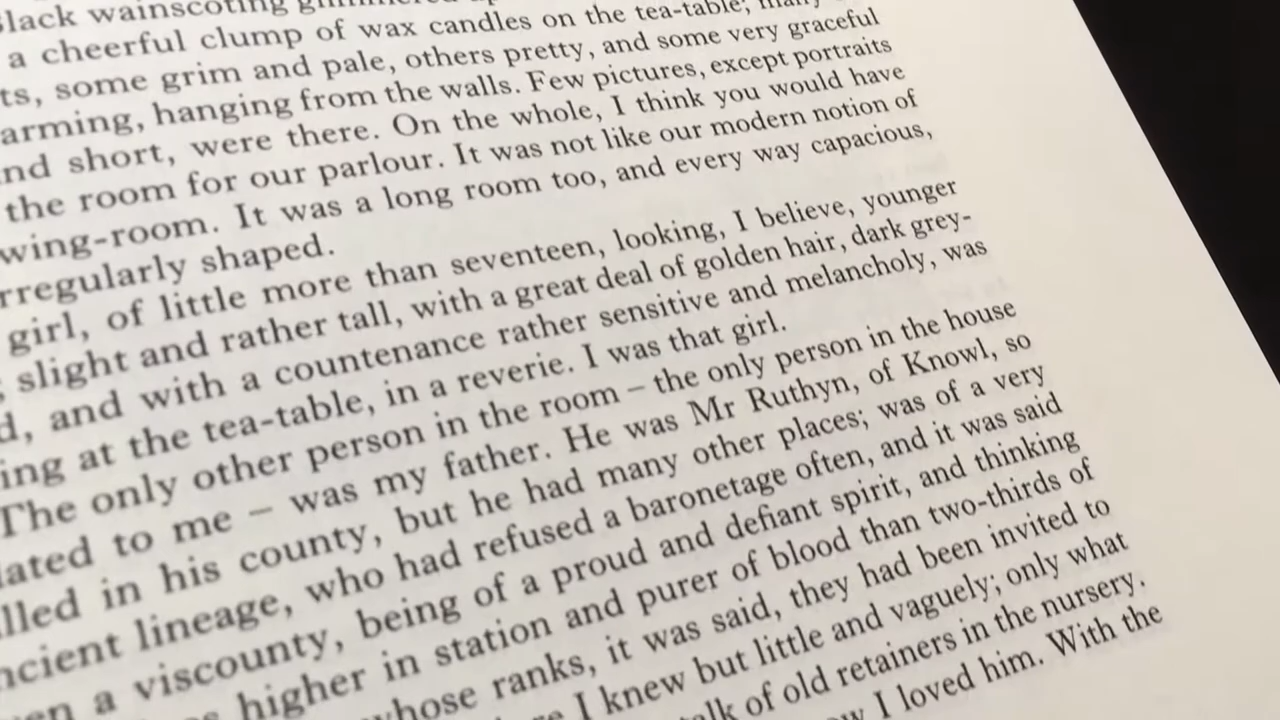 lack wainscoting glimmered
a cheerful clump of wax candles on the tea-table; many
ts, some grim and pale, others pretty, and some very graceful
arming, hanging from the walls. Few pictures, except portraits
nd short, were there. On the whole, I think you would have
the room for our parlour. It was not like our modern notion of
wing-room. It was a long room too, and every way capacious,
rregularly shaped.
girl, of little more than seventeen, looking, I believe, younger
; slight and rather tall, with a great deal of golden hair, dark grey-
d, and with a countenance rather sensitive and melancholy, was
ing at the tea-table, in a reverie. I was that girl.
The only other person in the room – the only person in the house
lated to me – was my father. He was Mr Ruthyn, of Knowl, so
lled in his county, but he had many other places; was of a very
ncient lineage, who had refused a baronetage often, and it was said
en a viscounty, being of a proud and defiant spirit, and thinking
higher in station and purer of blood than two-thirds of
whose ranks, it was said, they had been invited to
I knew but little and vaguely; only what
alk of old retainers in the nursery.
I loved him. With the